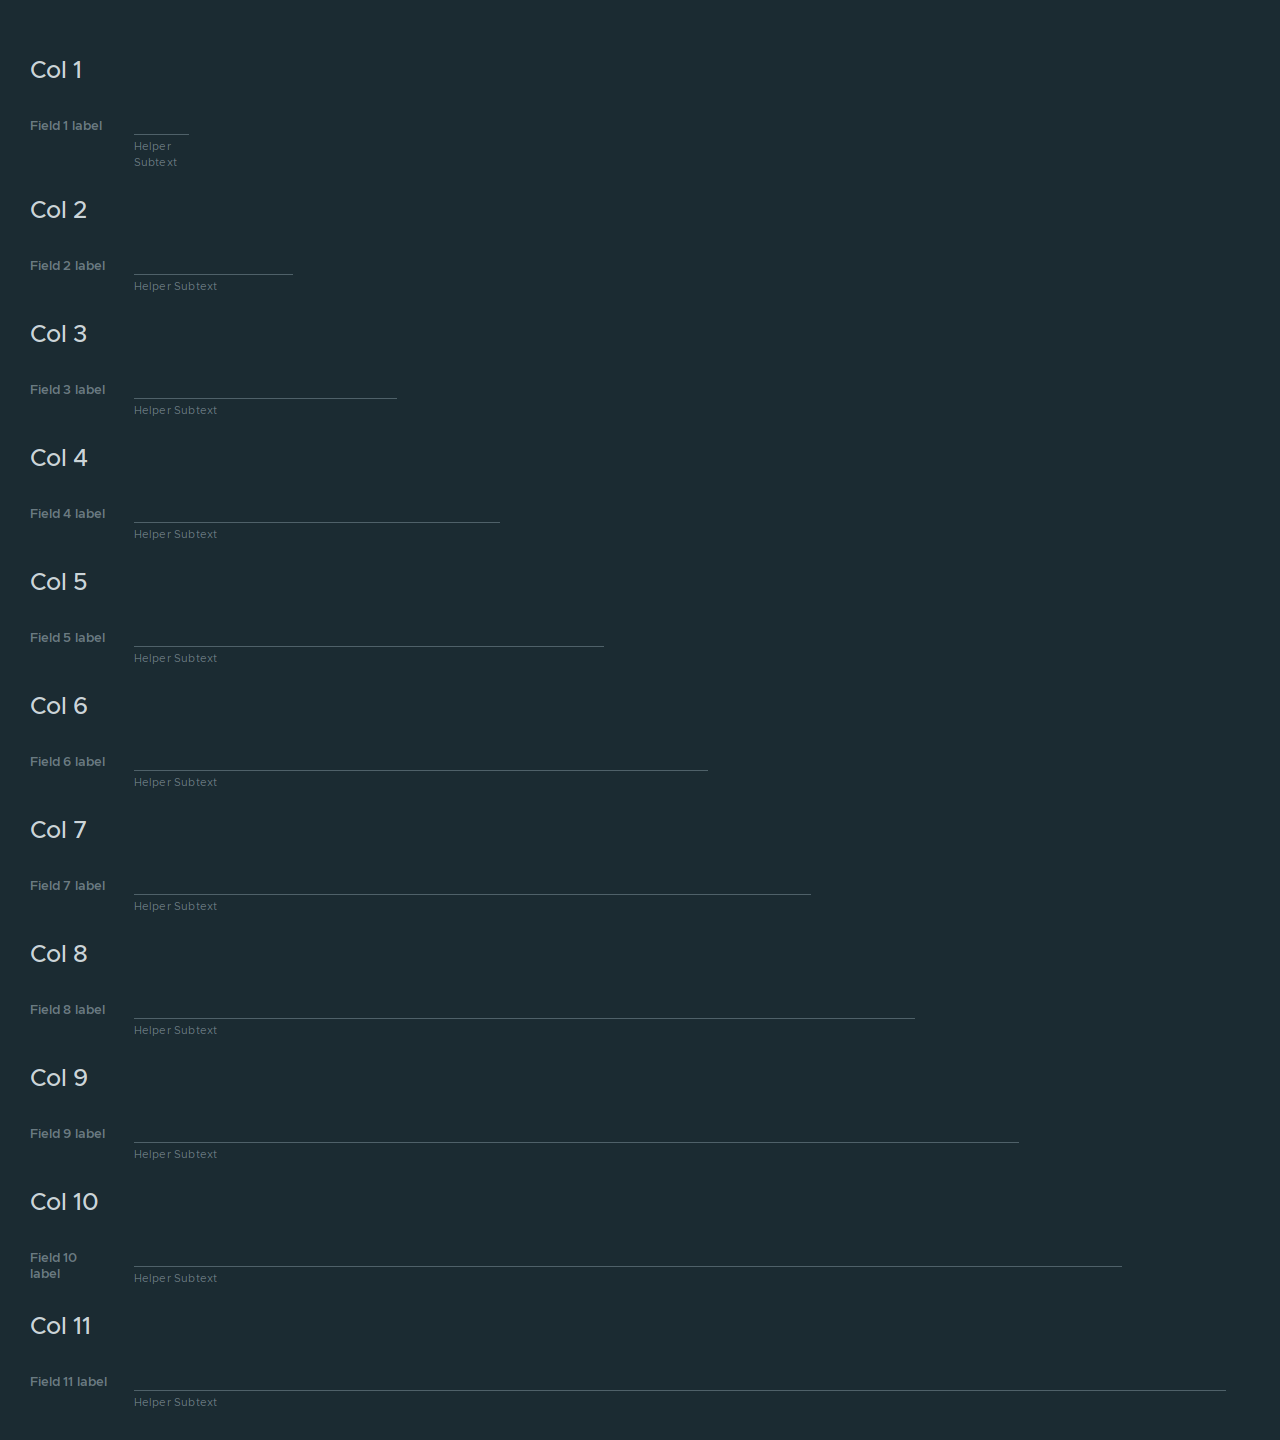 Col 1
Field 1 label
Helper
Subtext
Col 2
Field 2 label
Helper Subtext
Col 3
Field 3 label
Helper Subtext
Col 4
Field 4 label
Helper Subtext
Col 5
Field 5 label
Helper Subtext
Col 6
Field 6 label
Helper Subtext
Col 7
Field 7 label
Helper Subtext
Col 8
Field 8 label
Helper Subtext
Col 9
Field 9 label
Helper Subtext
Col 10
Field 10
label
Helper Subtext
Col 11
Field 11 label
Helper Subtext